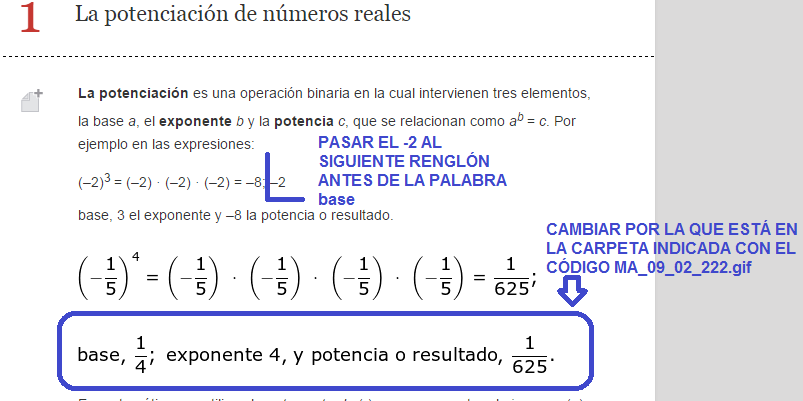 1 La potenciación de números reales
La potenciación es una operación binaria en la cual intervienen tres elementos,
la base a, el exponente b y la potencia c, que se relacionan como a^b = c. Por
ejemplo en las expresiones:
PASAR EL -2 AL
SIGUIENTE RENGLÓN
ANTES DE LA PALABRA
base
(–2)^3 = (–2) · (–2) · (–2) = –8; –2
base, 3 el exponente y –8 la potencia o resultado.
CAMBIAR POR LA QUE ESTÁ EN
LA CARPETA INDICADA CON EL
CÓDIGO MA_09_02_222.gif
(−1/5)^4 = (−1/5) · (−1/5) · (−1/5) · (−1/5) = 1/625;
base, 1/4; exponente 4, y potencia o resultado, 1/625.